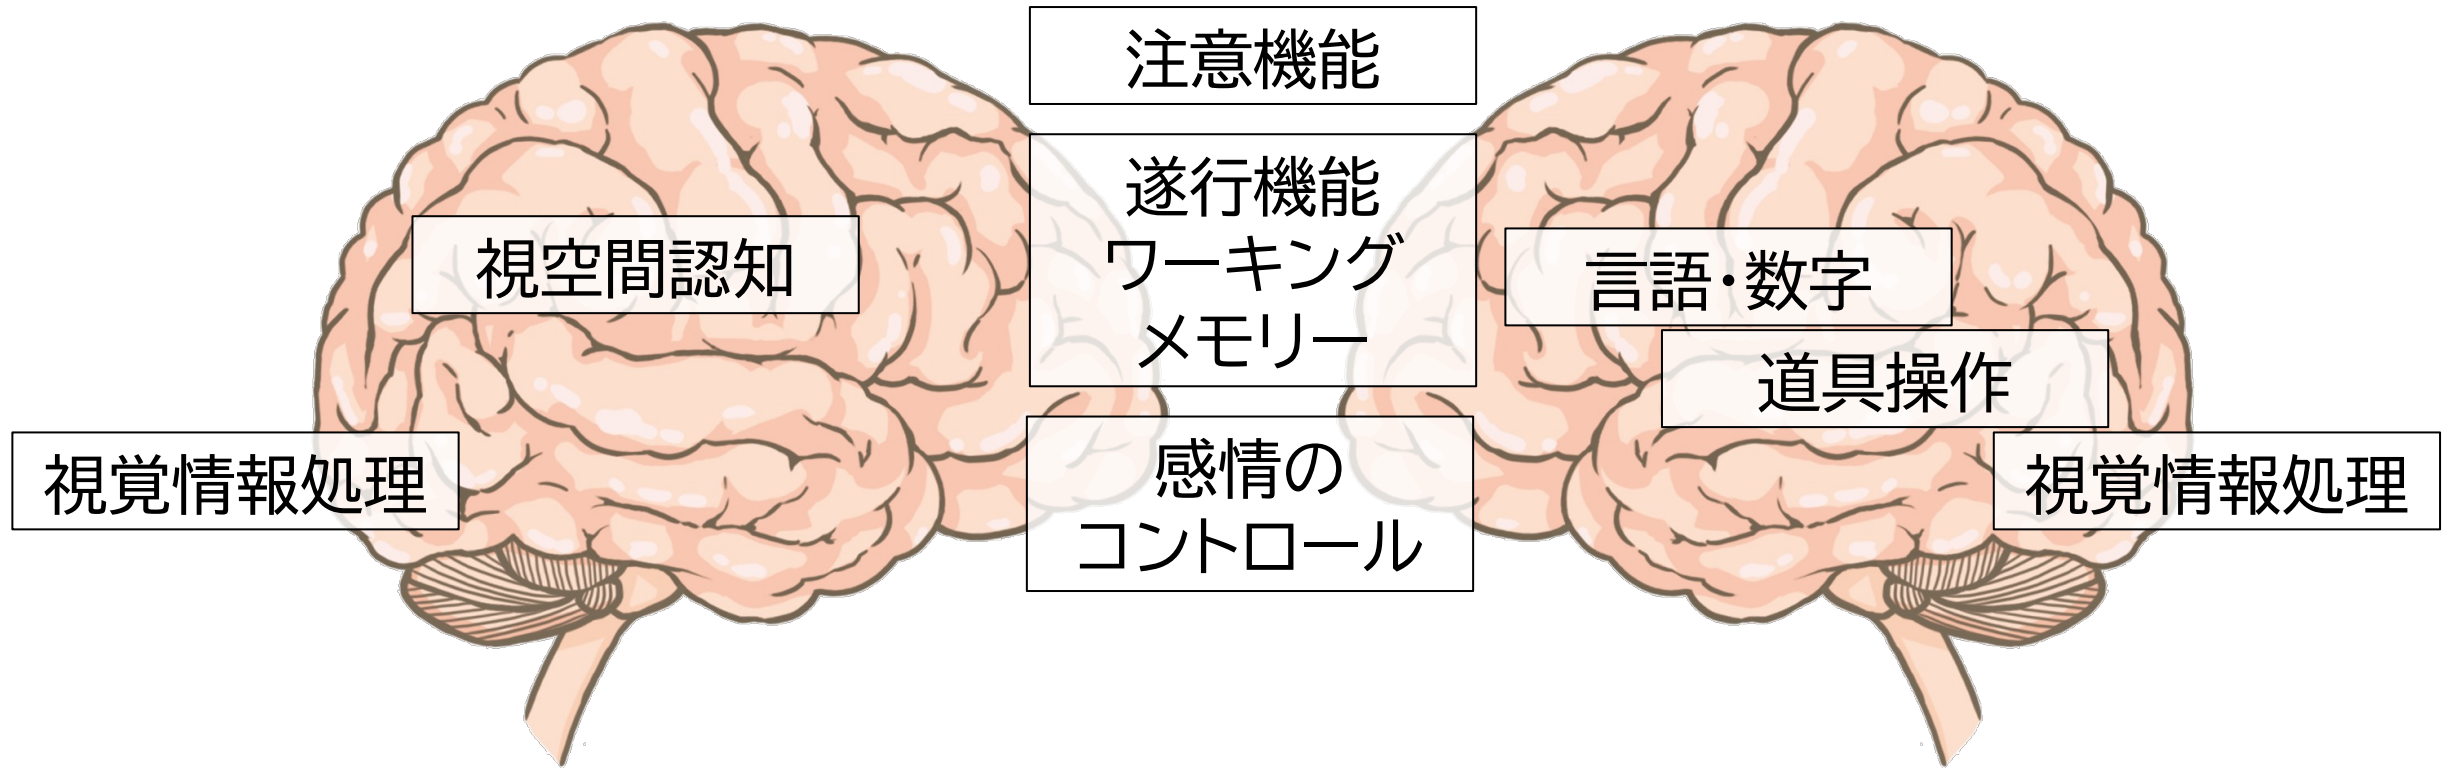 注意機能
遂行機能
ワーキング
メモリー
視空間認知
言語・数字
道具操作
視覚情報処理
感情の
コントロール
視覚情報処理